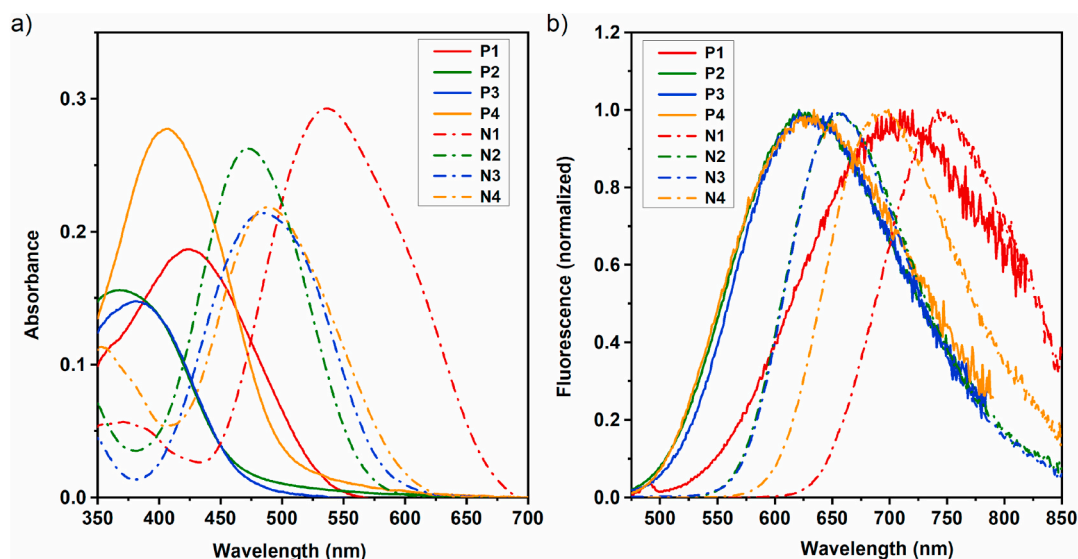 a)
Absorbance
0.3
0.2
0.1
0.0
350 400 450 500 550 600 650 700
Wavelength (nm)
P1
P2
P3
P4
N1
N2
N3
N4
b)
Fluorescence (normalized)
1.2
1.0
0.8
0.6
0.4
0.2
0.0
500 550 600 650 700 750 800 850
Wavelength (nm)
P1
P2
P3
P4
N1
N2
N3
N4